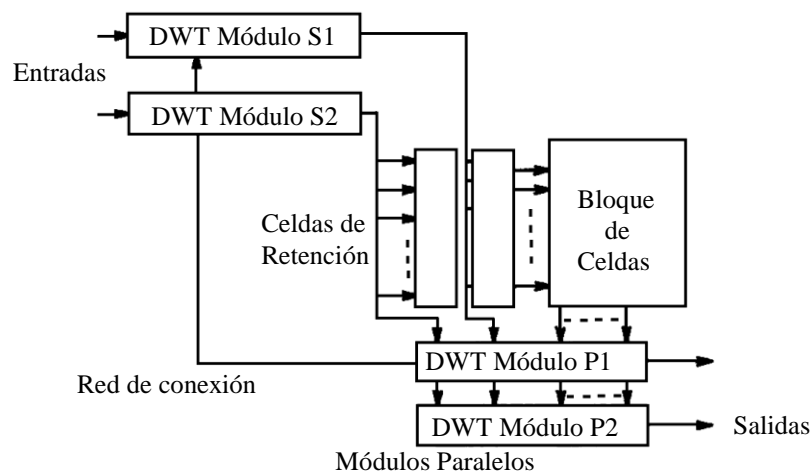 DWT Módulo S1
Entradas
DWT Módulo S2
Celdas de
Retención
Bloque
de
Celdas
DWT Módulo P1
Red de conexión
DWT Módulo P2
Salidas
Módulos Paralelos